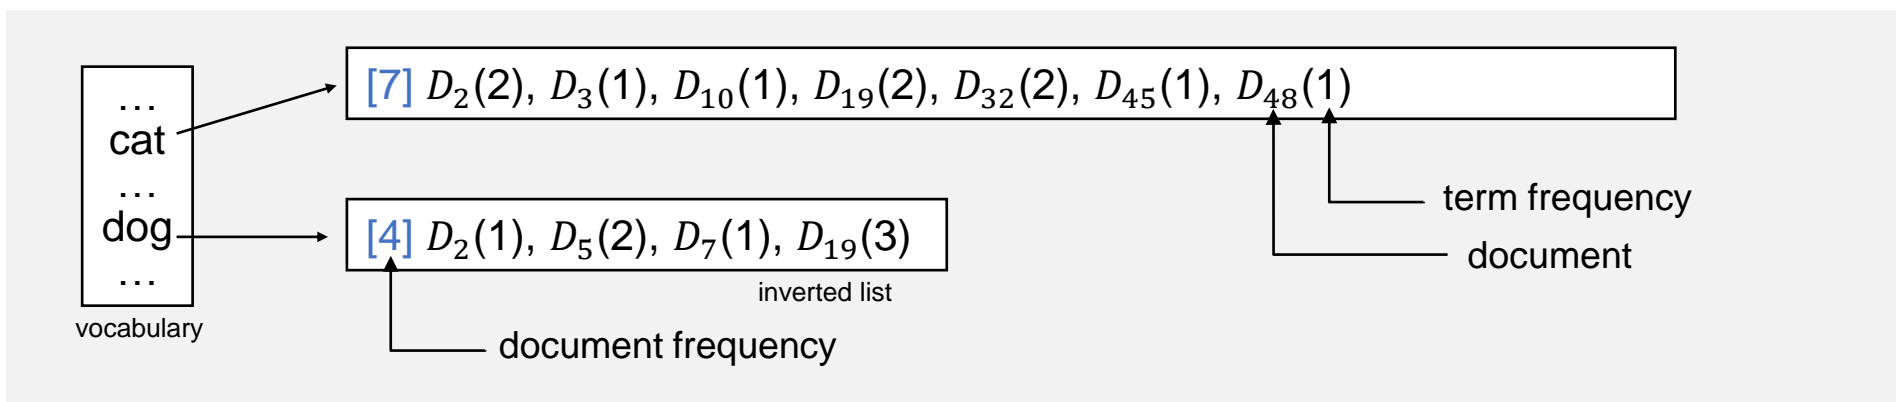 ...
cat
...
dog
...
vocabulary
[7] D₂(2), D₃(1), D₁₀(1), D₁₉(2), D₃₂(2), D₄₅(1), D₄₈(1)
[4] D₂(1), D₅(2), D₇(1), D₁₉(3)
inverted list
term frequency
document
document frequency